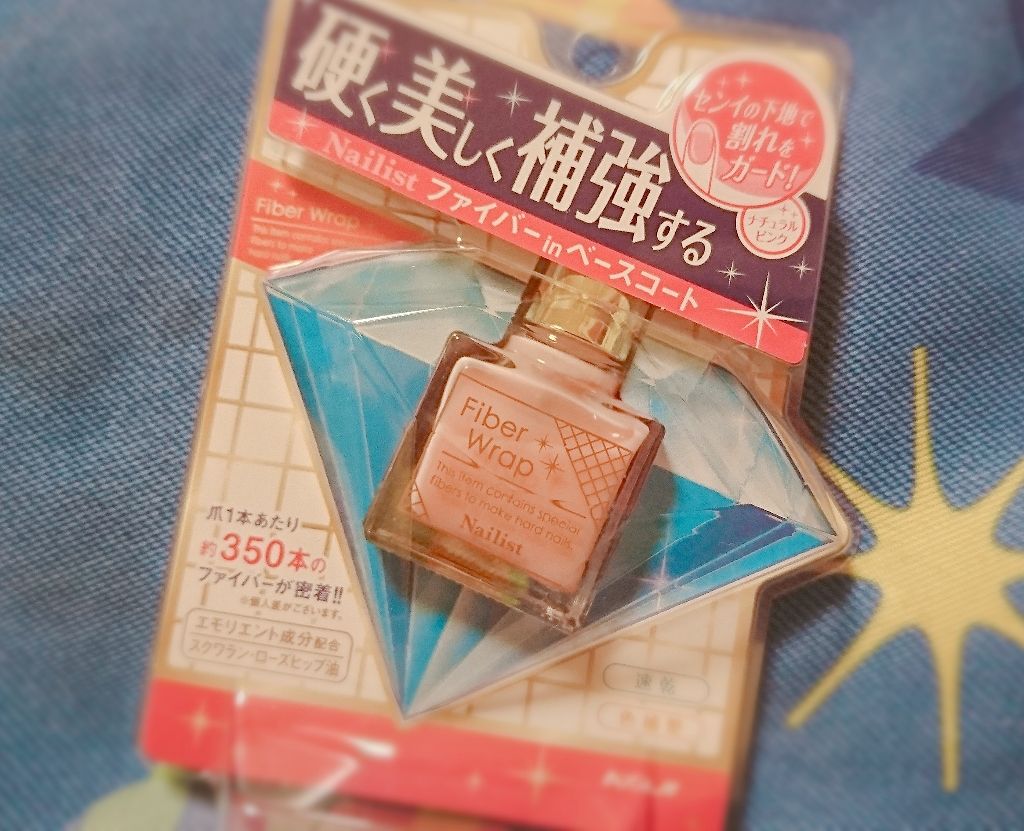 硬く美しく補強する
Nailist ファイバーinベースコート
センイの下地で
割れを
ガード!
ナチュラル
ピンク
Fiber Wrap
Fiber
Wrap
This item contains special
fibers to make hard nails.
Nailist
爪1本あたり
約350本の
ファイバーが密着!!
※個人差がございます。
エモリエント成分配合
スクワラン・ローズヒップ油
速乾